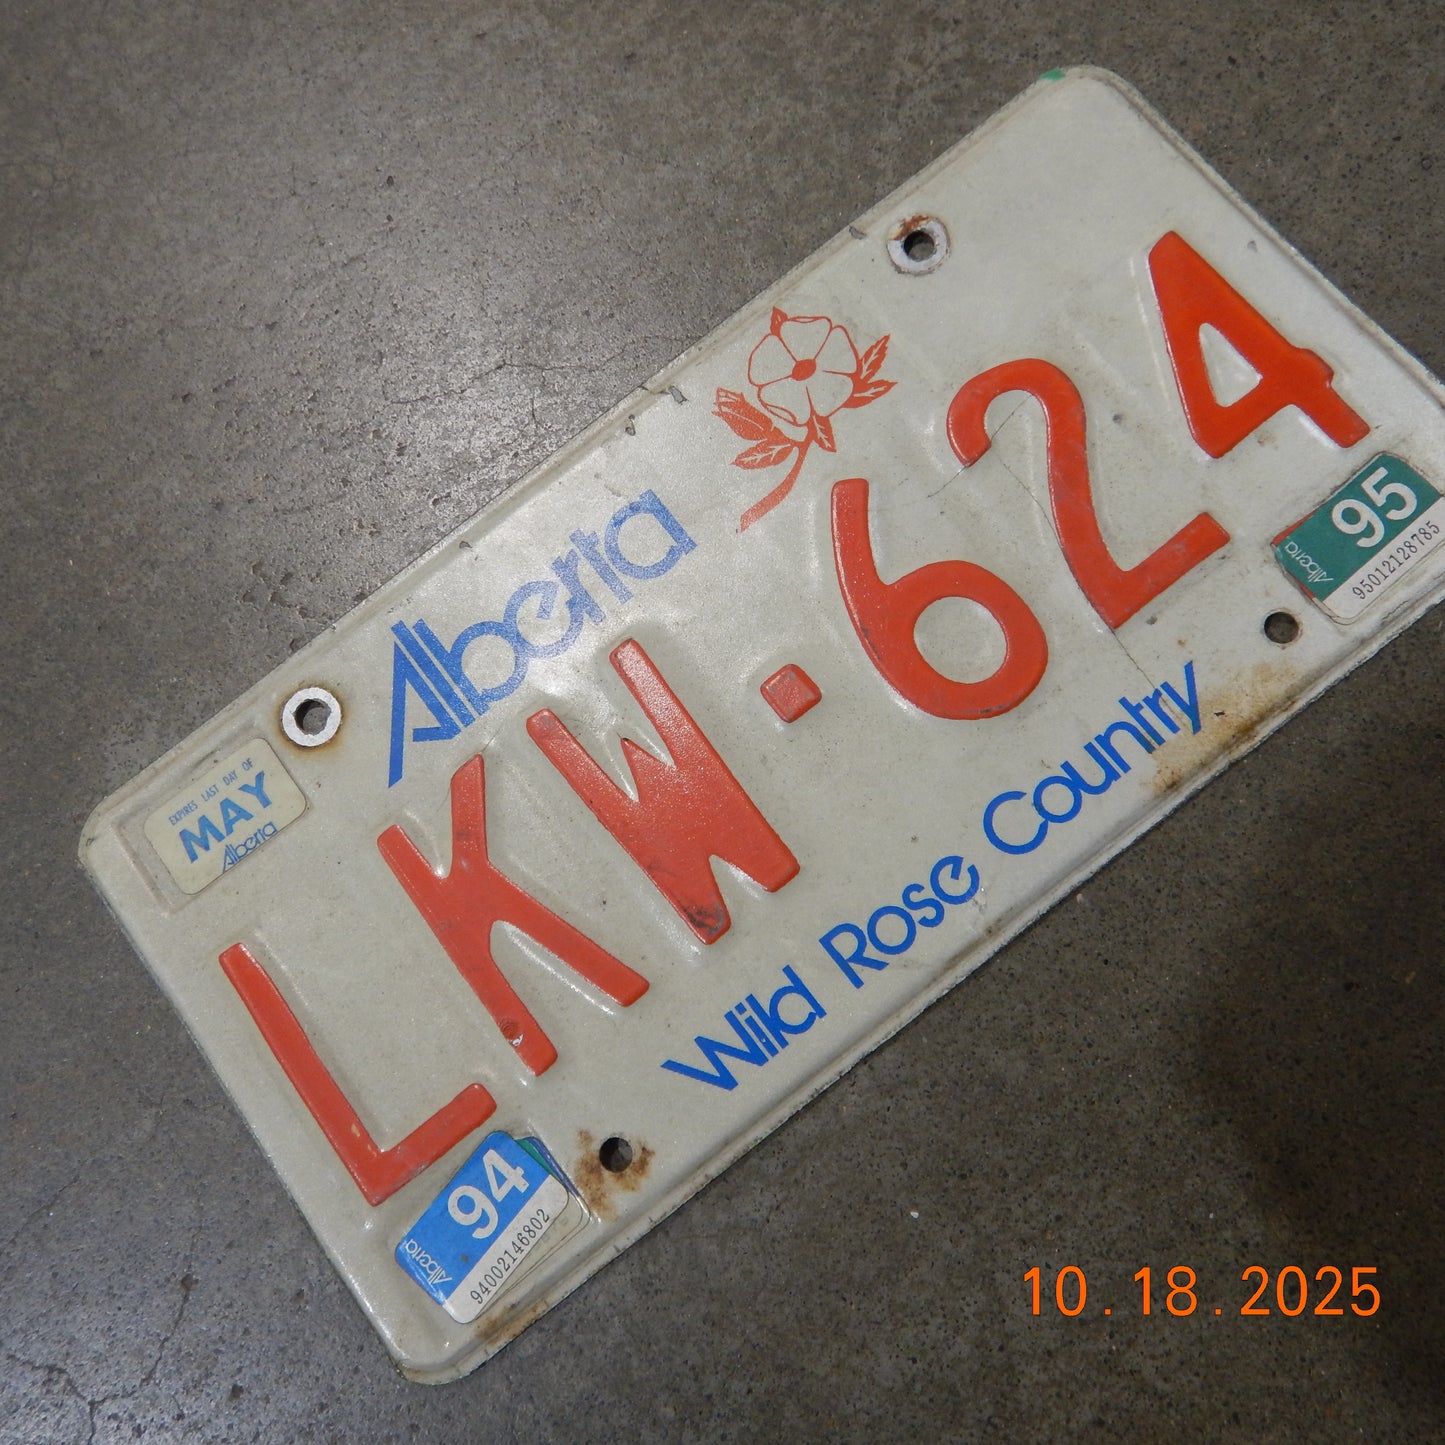 Alberta
EXPIRES LAST DAY OF
MAY
Alberta
LKW·624
Alberta
94
94002146802
Wild Rose Country
Alberta
95
95012128785
10.18.2025